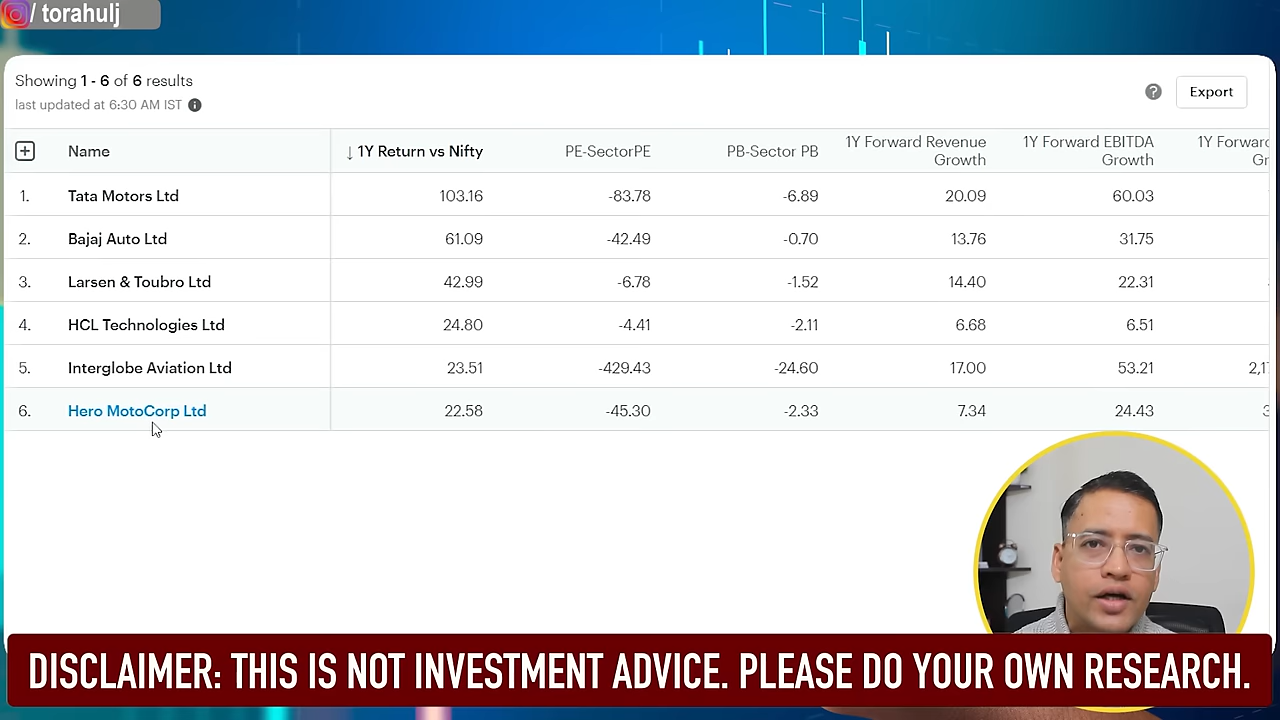 / torahulj
Showing 1 - 6 of 6 results
last updated at 6:30 AM IST
Export
Name ↓ 1Y Return vs Nifty PE-SectorPE PB-Sector PB 1Y Forward Revenue Growth 1Y Forward EBITDA Growth 1Y Forward
1. Tata Motors Ltd 103.16 -83.78 -6.89 20.09 60.03
2. Bajaj Auto Ltd 61.09 -42.49 -0.70 13.76 31.75
3. Larsen & Toubro Ltd 42.99 -6.78 -1.52 14.40 22.31
4. HCL Technologies Ltd 24.80 -4.41 -2.11 6.68 6.51
5. Interglobe Aviation Ltd 23.51 -429.43 -24.60 17.00 53.21
6. Hero MotoCorp Ltd 22.58 -45.30 -2.33 7.34 24.43
DISCLAIMER: THIS IS NOT INVESTMENT ADVICE. PLEASE DO YOUR OWN RESEARCH.